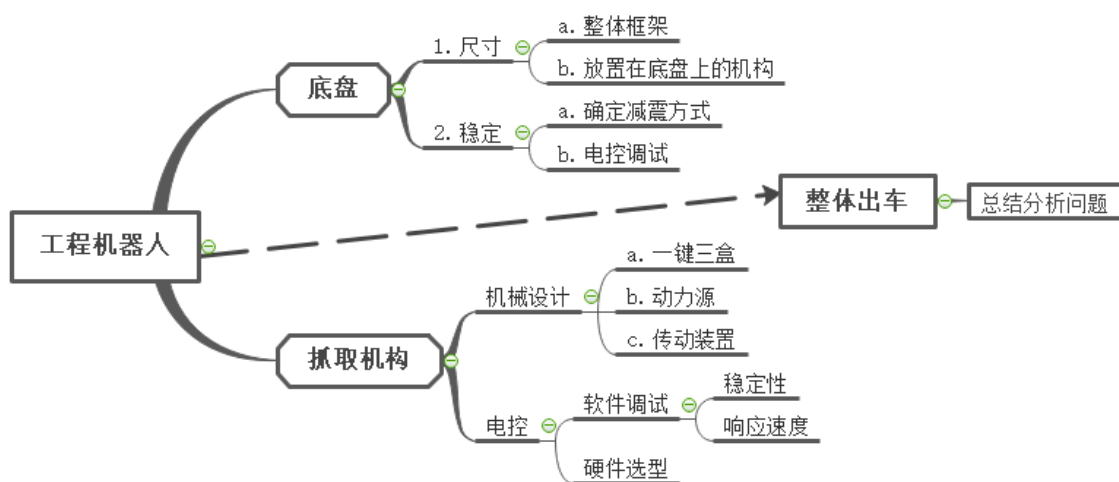 工程机器人
底盘
1. 尺寸
a. 整体框架
b. 放置在底盘上的机构
2. 稳定
a. 确定减震方式
b. 电控调试
抓取机构
机械设计
a. 一键三盒
b. 动力源
c. 传动装置
电控
软件调试
稳定性
响应速度
硬件选型
整体出车
总结分析问题